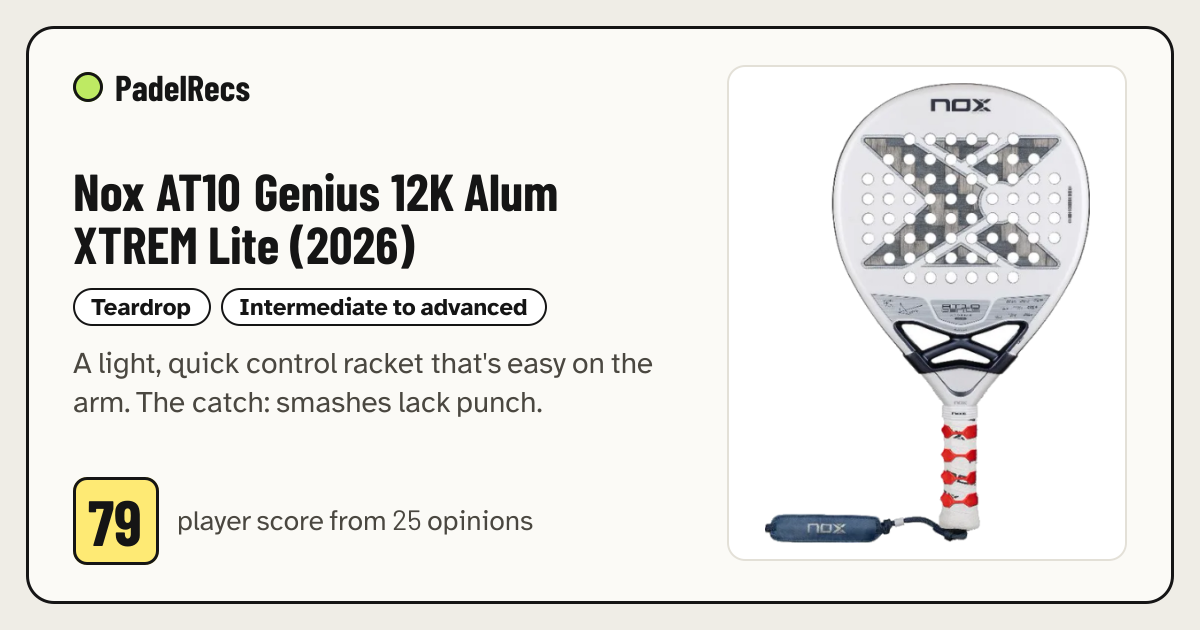 PadelRecs
Nox AT10 Genius 12K Alum
XTREM Lite (2026)
Teardrop
Intermediate to advanced
A light, quick control racket that's easy on the
arm. The catch: smashes lack punch.
79
player score from 25 opinions
nox
AT10
nox